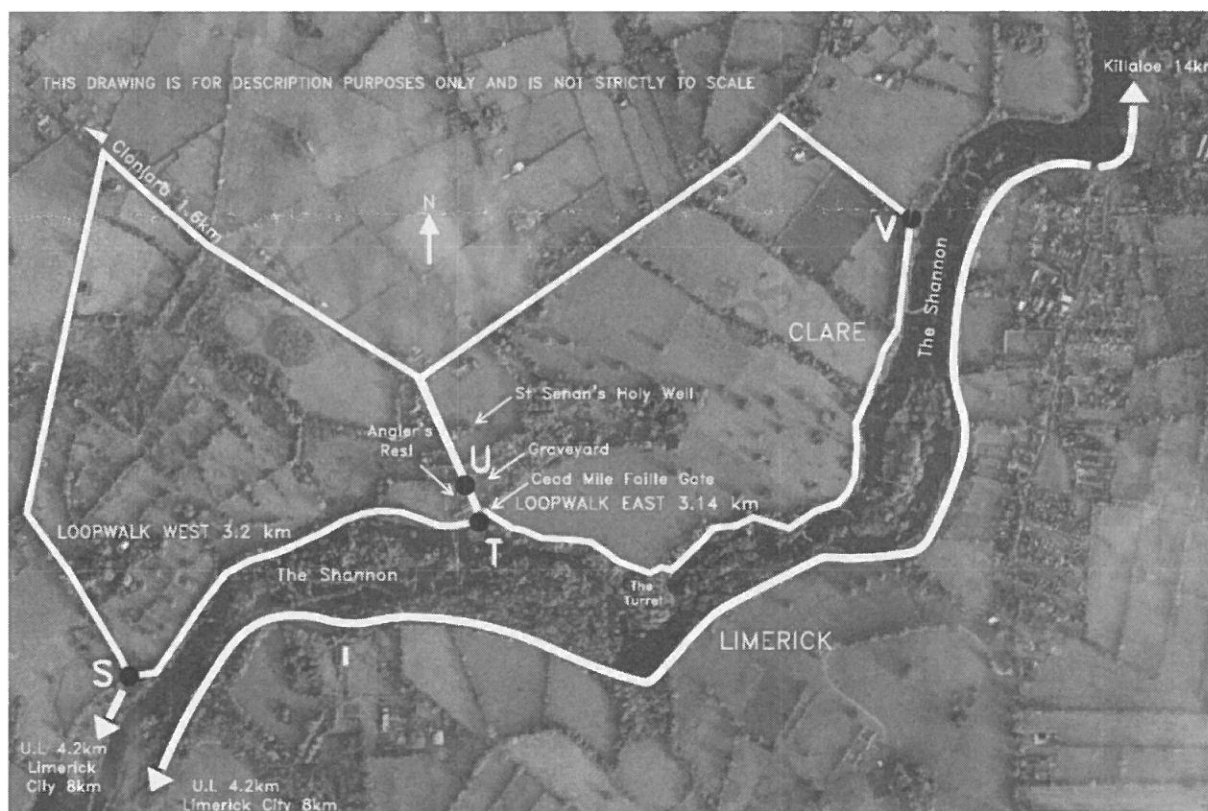 THIS DRAWING IS FOR DESCRIPTION PURPOSES ONLY AND IS NOT STRICTLY TO SCALE
Killaloe 14km
Clonlara 1.6km
N
V
The Shannon
CLARE
St Senan's Holy Well
Angler's
Rest
U
Graveyard
Cead Mile Failte Gate
LOOPWALK EAST 3.14 km
LOOPWALK WEST 3.2 km
T
The Shannon
The
Turret
LIMERICK
S
U.L 4.2km
Limerick
City 8km
U.L 4.2km
Limerick City 8km